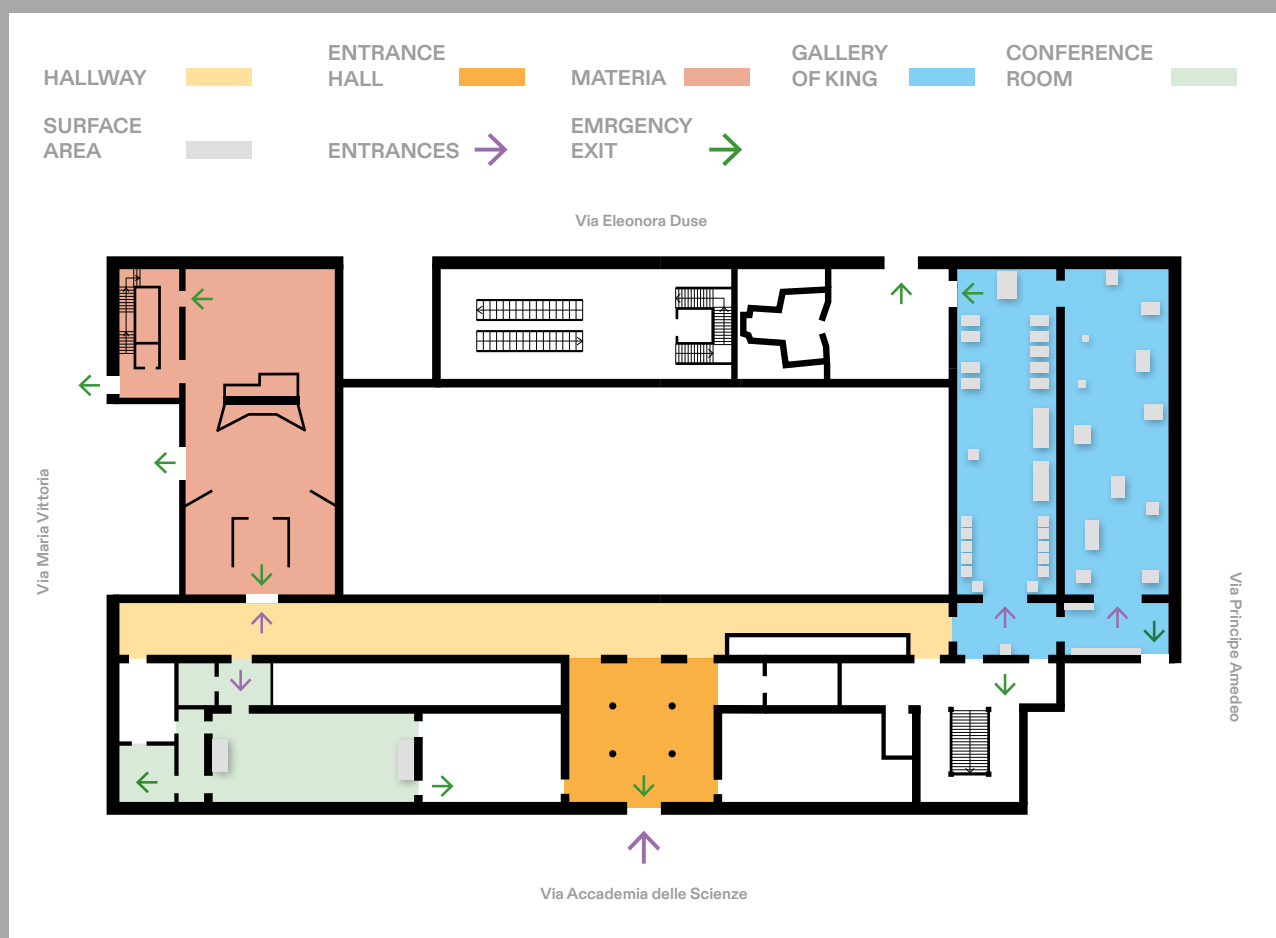 HALLWAY
ENTRANCE
HALL
MATERIA
GALLERY
OF KING
CONFERENCE
ROOM
SURFACE
AREA
ENTRANCES
EMRGENCY
EXIT
Via Eleonora Duse
Via Maria Vittoria
Via Principe Amedeo
Via Accademia delle Scienze